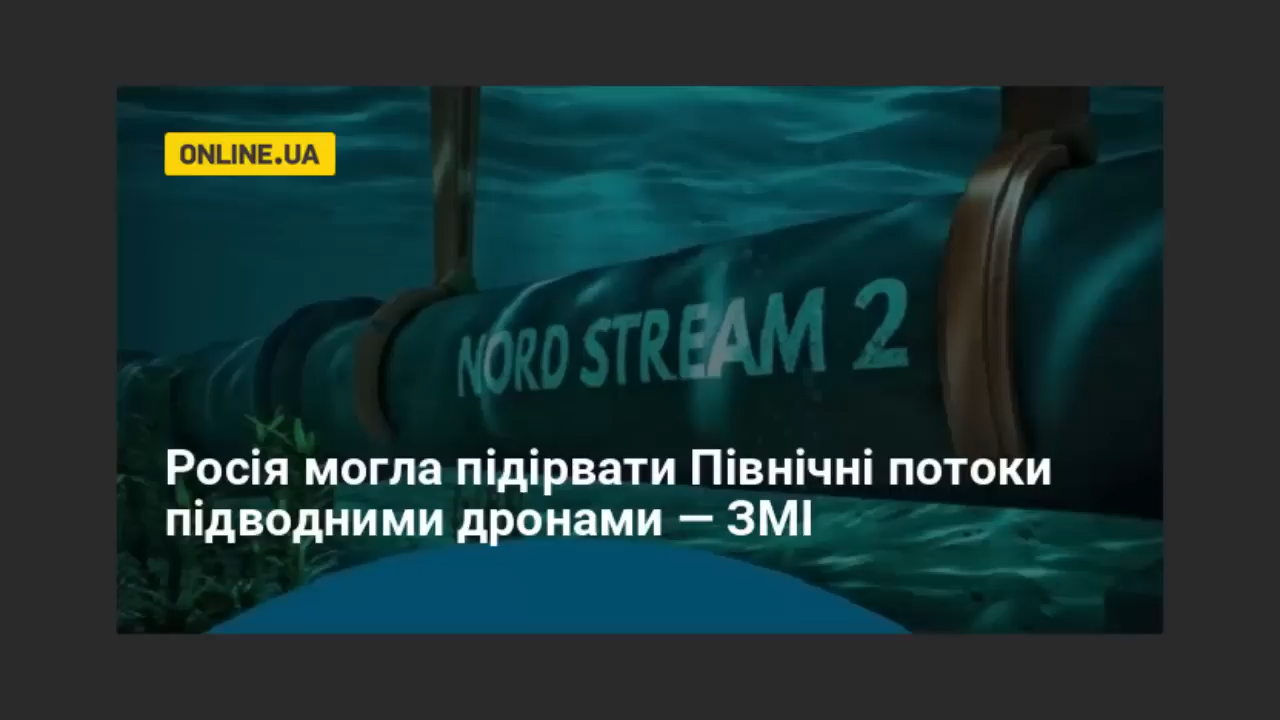 ONLINE.UA
NORD STREAM 2
Росія могла підірвати Північні потоки
підводними дронами — ЗМІ